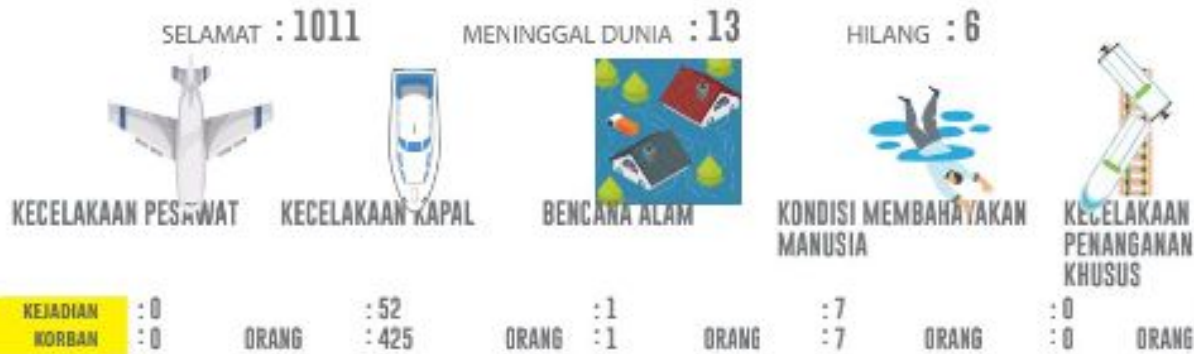 SELAMAT : 1011 MENINGGAL DUNIA : 13 HILANG : 6
KECELAKAAN PESAWAT KECELAKAAN KAPAL BENCANA ALAM KONDISI MEMBAHAYAKAN MANUSIA KECELAKAAN PENANGANAN KHUSUS
KEJADIAN : 0 : 52 : 1 : 7 : 0
KORBAN : 0 ORANG : 425 ORANG : 1 ORANG : 7 ORANG : 0 ORANG